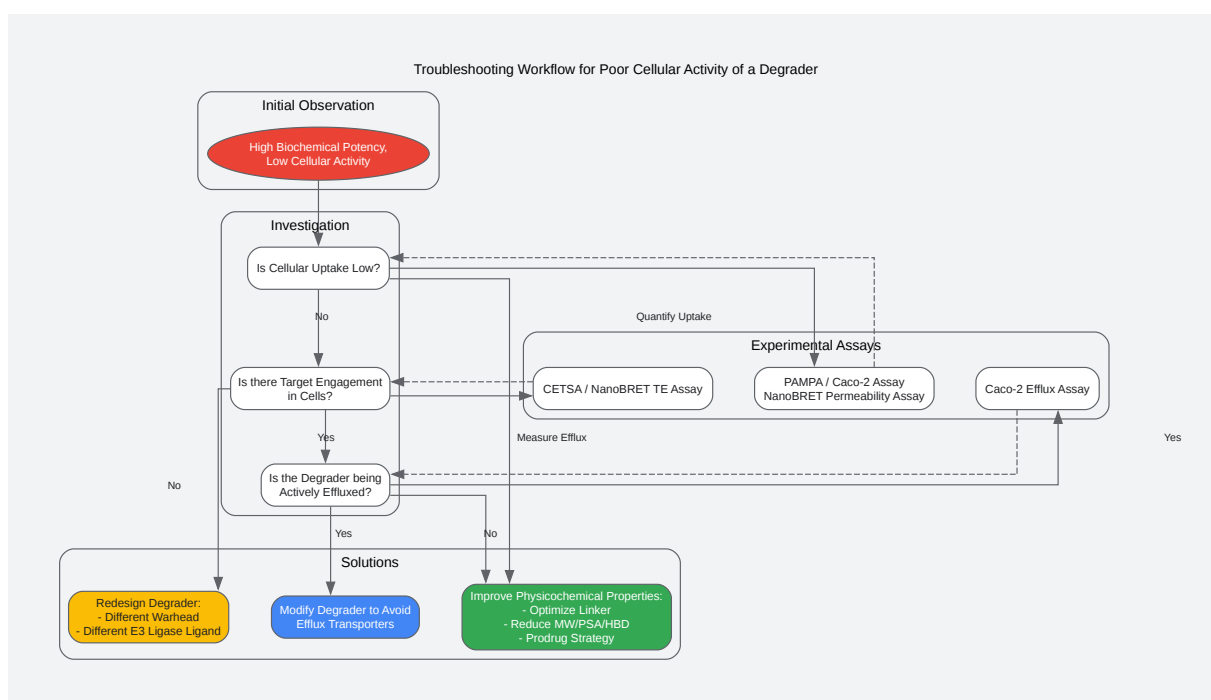 Troubleshooting Workflow for Poor Cellular Activity of a Degrader
Initial Observation
High Biochemical Potency,
Low Cellular Activity
Investigation
Is Cellular Uptake Low?
No
Quantify Uptake
Experimental Assays
Is there Target Engagement
in Cells?
CETSA / NanoBRET TE Assay
PAMPA / Caco-2 Assay
NanoBRET Permeability Assay
Caco-2 Efflux Assay
Yes
Measure Efflux
Yes
Is the Degrader being
Actively Effluxed?
No
Yes
No
Solutions
Redesign Degrader:
- Different Warhead
- Different E3 Ligase Ligand
Modify Degrader to Avoid
Efflux Transporters
Improve Physicochemical Properties:
- Optimize Linker
- Reduce MW/PSA/HBD
- Prodrug Strategy